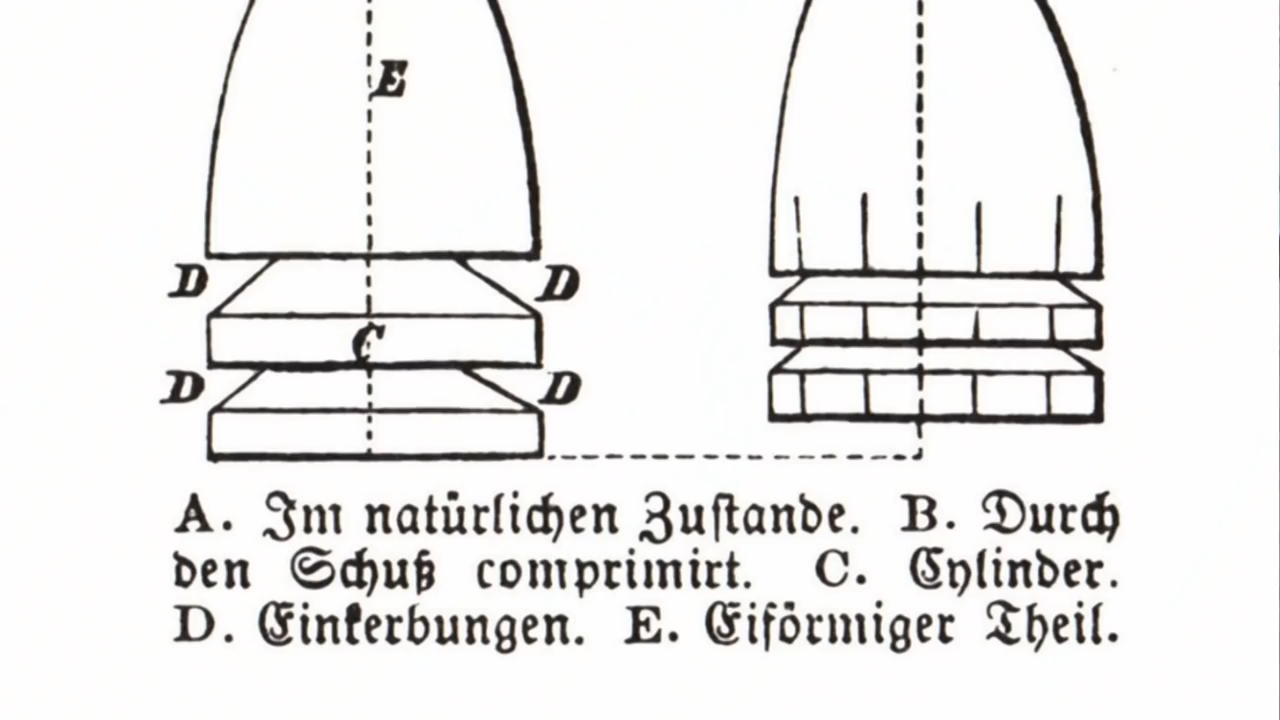 E
D D
C
D D
A. Im natürlichen Zuſtande. B. Durch
den Schuß comprimirt. C. Cylinder.
D. Einkerbungen. E. Eiförmiger Theil.